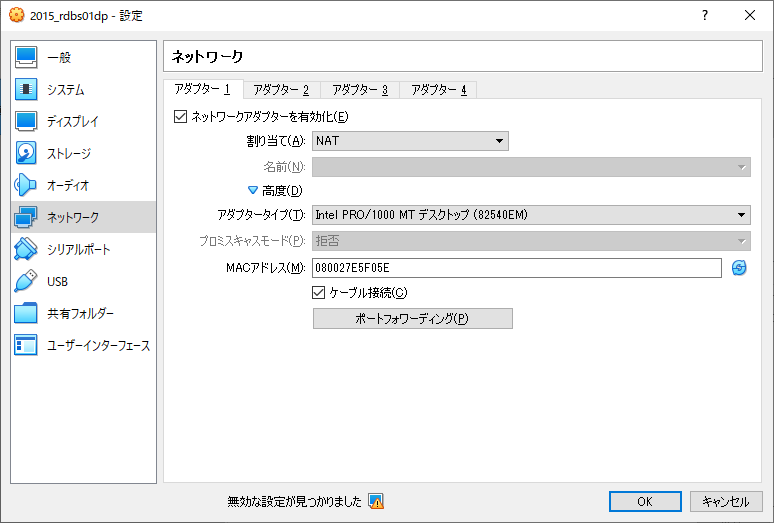 2015_rdbs01dp - 設定
一般
システム
ディスプレイ
ストレージ
オーディオ
ネットワーク
シリアルポート
USB
共有フォルダー
ユーザーインターフェース
ネットワーク
アダプター 1 アダプター 2 アダプター 3 アダプター 4
ネットワークアダプターを有効化(E)
割り当て(A): NAT
名前(N):
高度(D)
アダプタータイプ(T): Intel PRO/1000 MT デスクトップ (82540EM)
プロミスキャスモード(P): 拒否
MACアドレス(M): 080027E5F05E
ケーブル接続(C)
ポートフォワーディング(P)
無効な設定が見つかりました
OK キャンセル